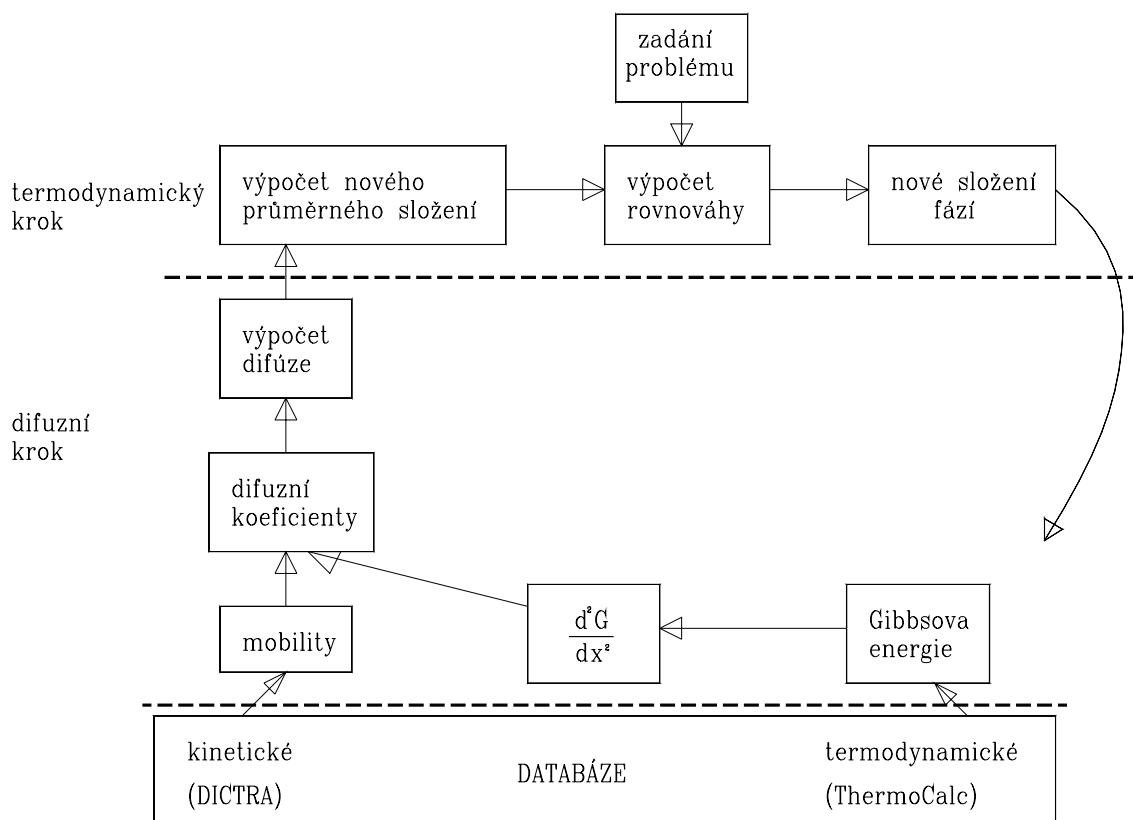 zadání
problému
termodynamický
krok
výpočet nového
průměrného složení
výpočet
rovnováhy
nové složení
fází
výpočet
difúze
difuzní
krok
difuzní
koeficienty
mobility
d²G
dx²
Gibbsova
energie
kinetické
(DICTRA)
DATABÁZE
termodynamické
(ThermoCalc)